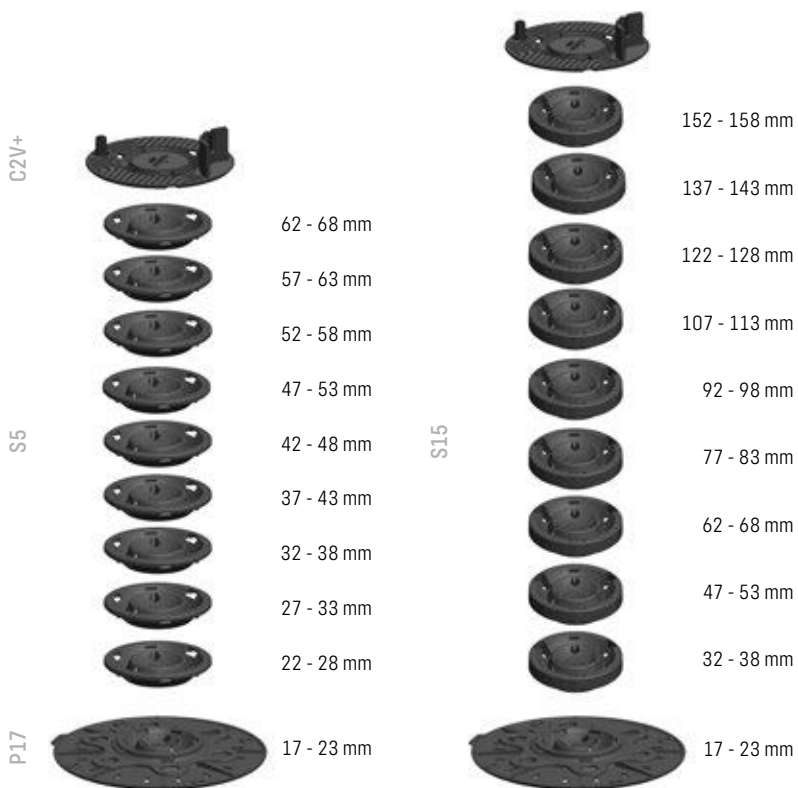 C2V+
62 - 68 mm
57 - 63 mm
52 - 58 mm
47 - 53 mm
S5
42 - 48 mm
37 - 43 mm
32 - 38 mm
27 - 33 mm
22 - 28 mm
P17
17 - 23 mm
152 - 158 mm
137 - 143 mm
122 - 128 mm
107 - 113 mm
92 - 98 mm
S15
77 - 83 mm
62 - 68 mm
47 - 53 mm
32 - 38 mm
17 - 23 mm